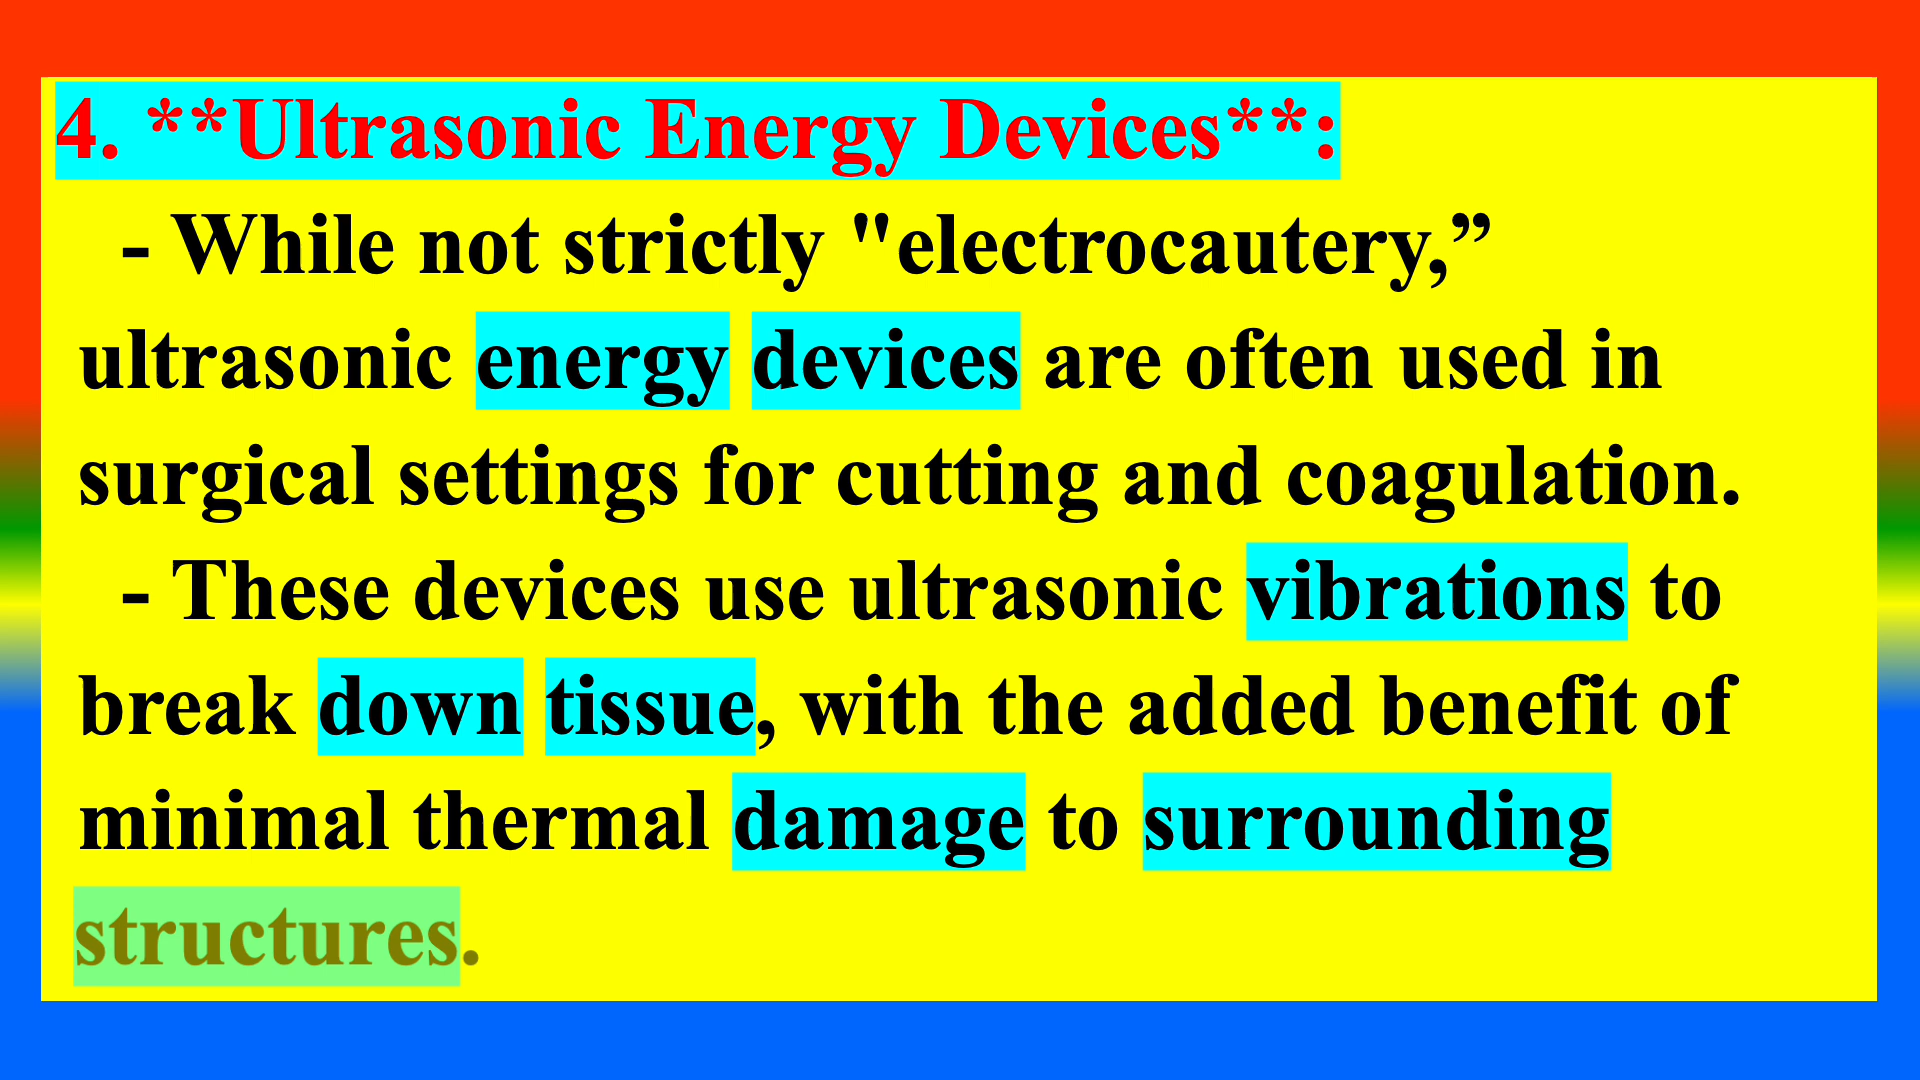 4. **Ultrasonic Energy Devices**:
- While not strictly "electrocautery,”
ultrasonic energy devices are often used in
surgical settings for cutting and coagulation.
- These devices use ultrasonic vibrations to
break down tissue, with the added benefit of
minimal thermal damage to surrounding
structures.